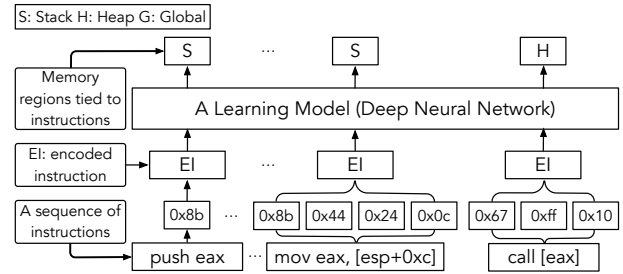 S: Stack H: Heap G: Global
S ... S H
Memory
regions tied to
instructions
A Learning Model (Deep Neural Network)
EI: encoded
instruction
EI ... EI EI
A sequence of
instructions
0x8b ... 0x8b 0x44 0x24 0x0c 0x67 0xff 0x10
push eax ... mov eax, [esp+0xc] call [eax]